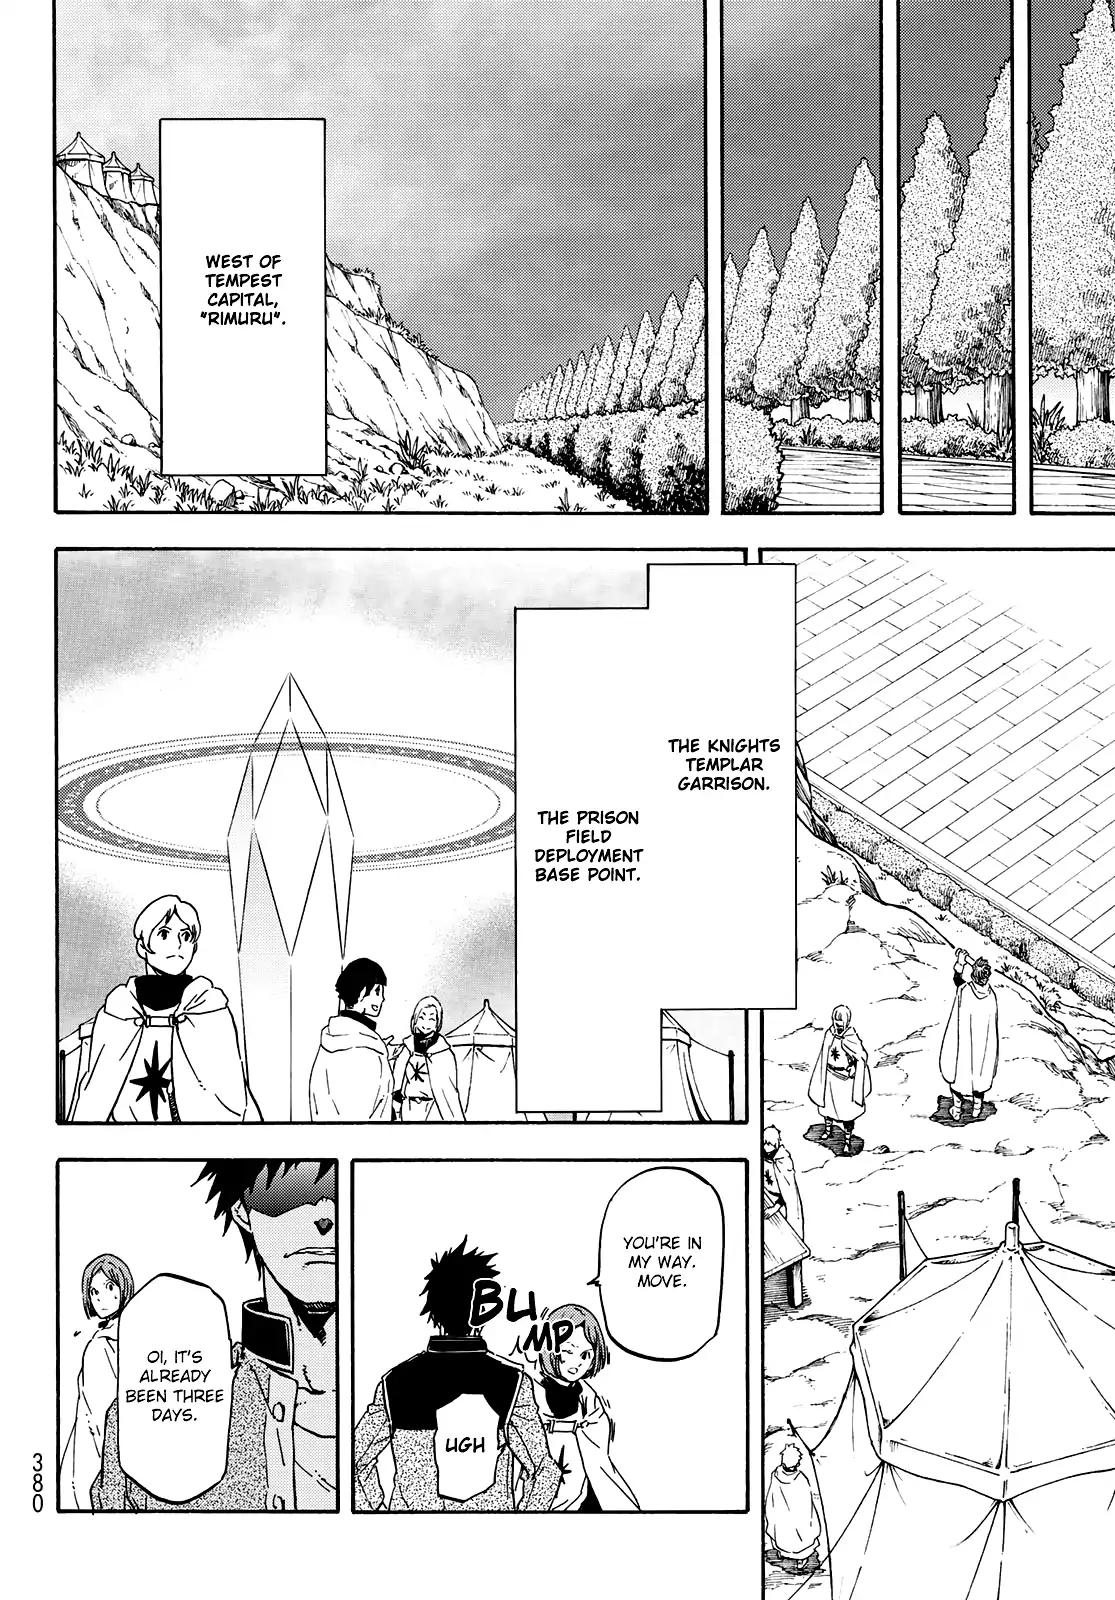 WEST OF
TEMPEST
CAPITAL,
"RIMURU".
THE KNIGHTS
TEMPLAR
GARRISON.
THE PRISON
FIELD
DEPLOYMENT
BASE POINT.
YOU'RE IN
MY WAY.
MOVE.
BU
MP
UGH
OI, IT'S
ALREADY
BEEN THREE
DAYS.
380